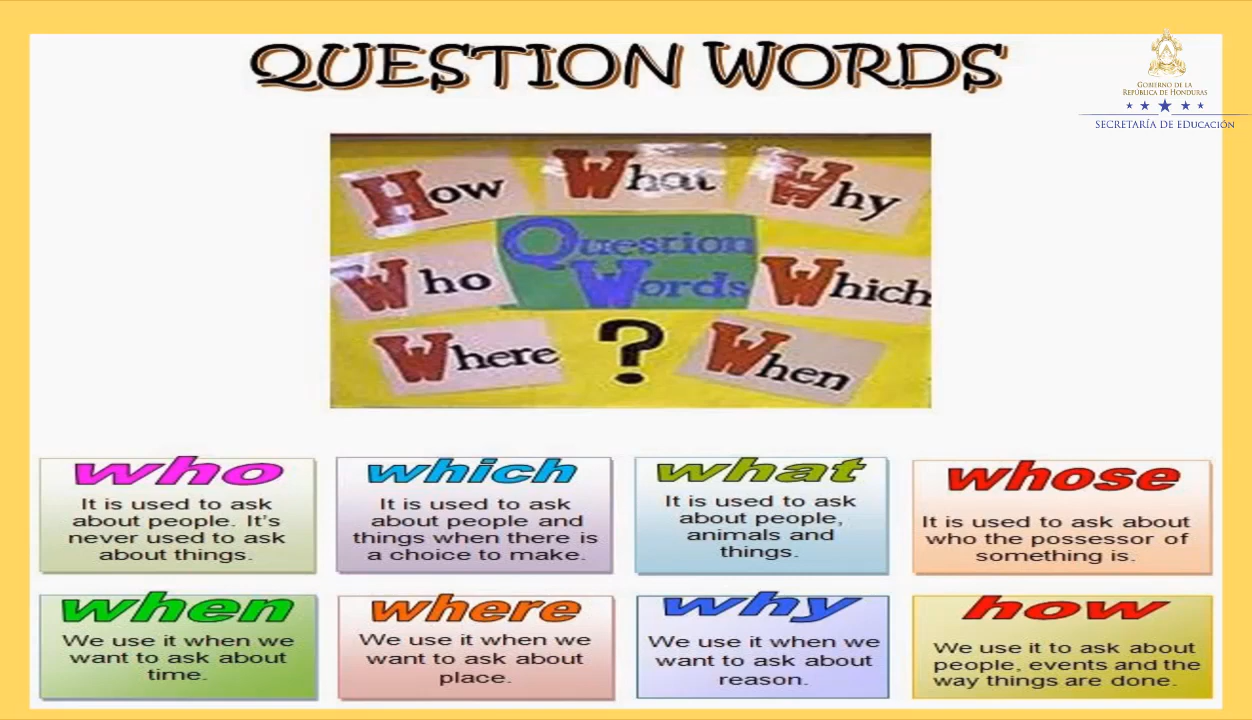 QUESTION WORDS
GOBIERNO DE LA
REPÚBLICA DE HONDURAS
SECRETARÍA DE EDUCACIÓN
How What Why
Question
Who Words Which
Where ? When
who
It is used to ask
about people. It's
never used to ask
about things.
which
It is used to ask
about people and
things when there is
a choice to make.
what
It is used to ask
about people,
animals and
things.
whose
It is used to ask about
who the possessor of
something is.
when
We use it when we
want to ask about
time.
where
We use it when we
want to ask about
place.
why
We use it when we
want to ask about
reason.
how
We use it to ask about
people, events and the
way things are done.